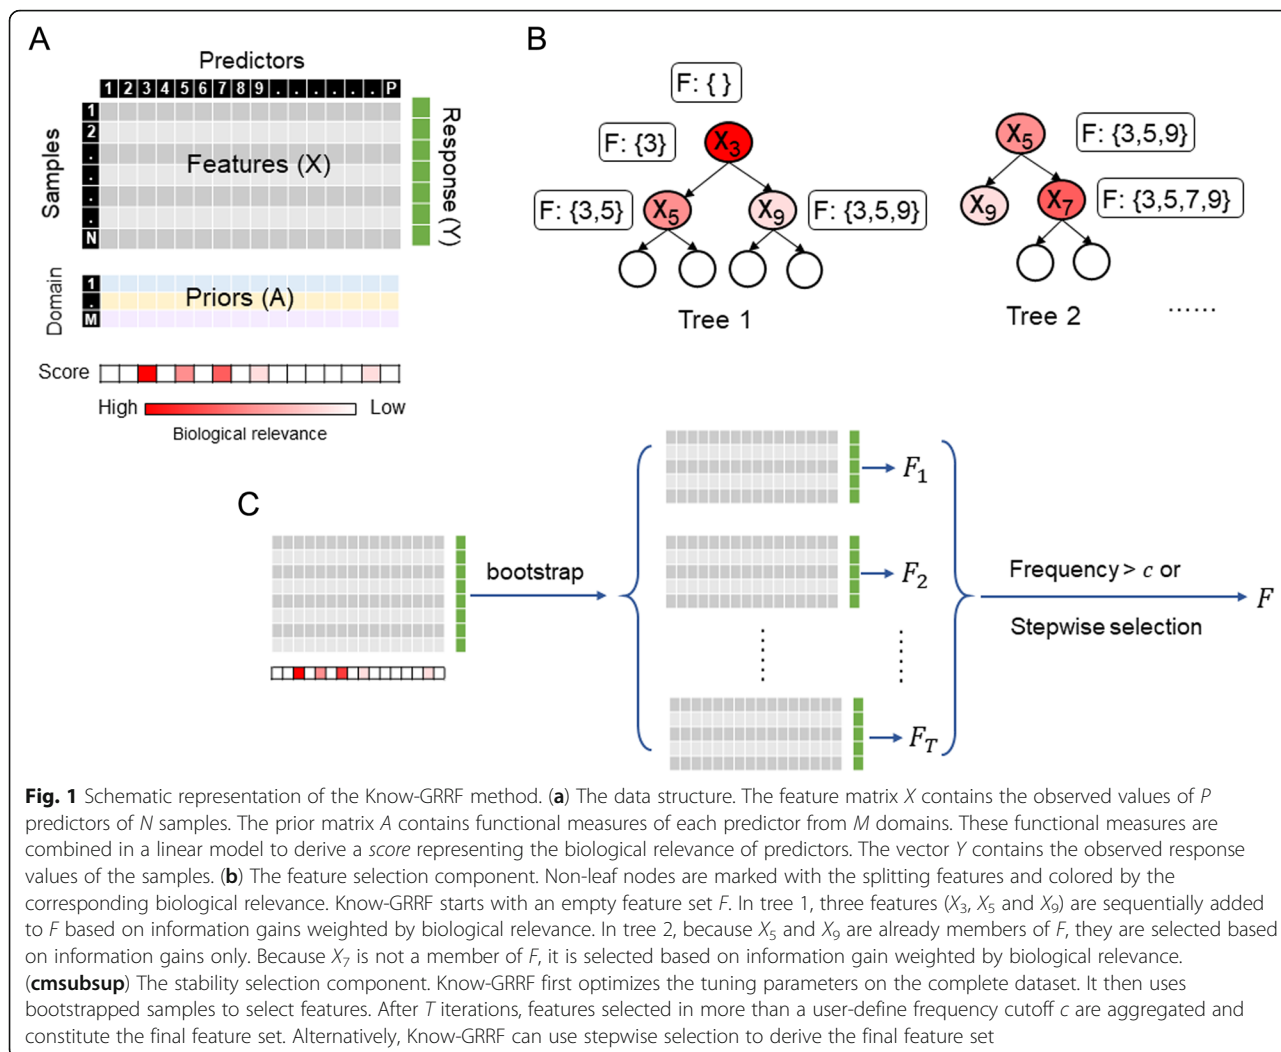 A
Predictors
1 2 3 4 5 6 7 8 9 . . . . . . P
Samples
1
2
.
.
.
.
N
Features (X)
Response (Y)
Domain
1
.
M
Priors (A)
Score
High
Low
Biological relevance
B
F: { }
F: {3}
X3
F: {3,5}
X5
X9
F: {3,5,9}
Tree 1
X5
F: {3,5,9}
X9
X7
F: {3,5,7,9}
Tree 2
......
C
bootstrap
F1
F2
FT
Frequency > c or
Stepwise selection
F
Fig. 1 Schematic representation of the Know-GRRF method. (a) The data structure. The feature matrix X contains the observed values of P
predictors of N samples. The prior matrix A contains functional measures of each predictor from M domains. These functional measures are
combined in a linear model to derive a score representing the biological relevance of predictors. The vector Y contains the observed response
values of the samples. (b) The feature selection component. Non-leaf nodes are marked with the splitting features and colored by the
corresponding biological relevance. Know-GRRF starts with an empty feature set F. In tree 1, three features (X3, X5 and X9) are sequentially added
to F based on information gains weighted by biological relevance. In tree 2, because X5 and X9 are already members of F, they are selected based
on information gains only. Because X7 is not a member of F, it is selected based on information gain weighted by biological relevance.
(cmsubsup) The stability selection component. Know-GRRF first optimizes the tuning parameters on the complete dataset. It then uses
bootstrapped samples to select features. After T iterations, features selected in more than a user-define frequency cutoff c are aggregated and
constitute the final feature set. Alternatively, Know-GRRF can use stepwise selection to derive the final feature set